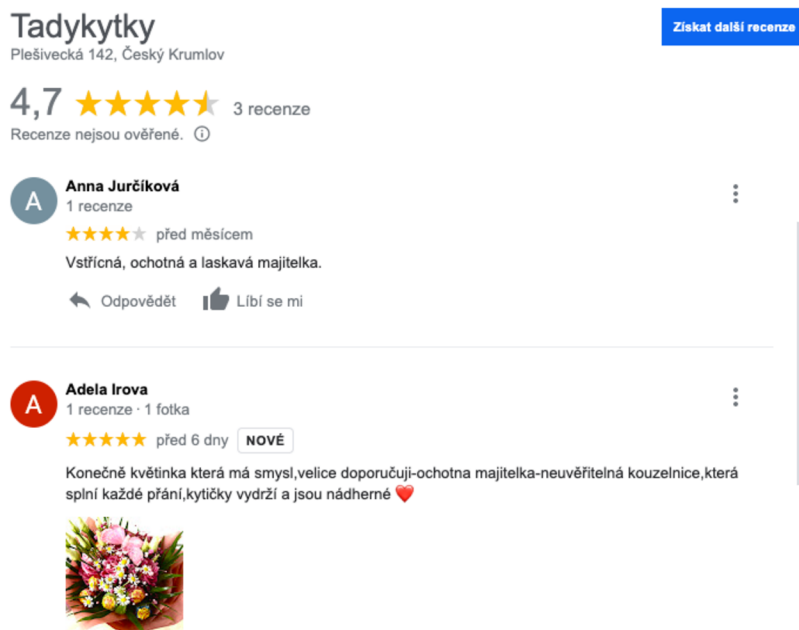 Tadykytky
Získat další recenze
Plešivecká 142, Český Krumlov
4,7 3 recenze
Recenze nejsou ověřené.
A Anna Jurčíková
1 recenze
před měsícem
Vstřícná, ochotná a laskavá majitelka.
Odpovědět Líbí se mi
A Adela Irova
1 recenze · 1 fotka
před 6 dny NOVÉ
Konečně květinka která má smysl,velice doporučuji-ochotna majitelka-neuvěřitelná kouzelnice,která
splní každé přání,kytičky vydrží a jsou nádherné ❤️